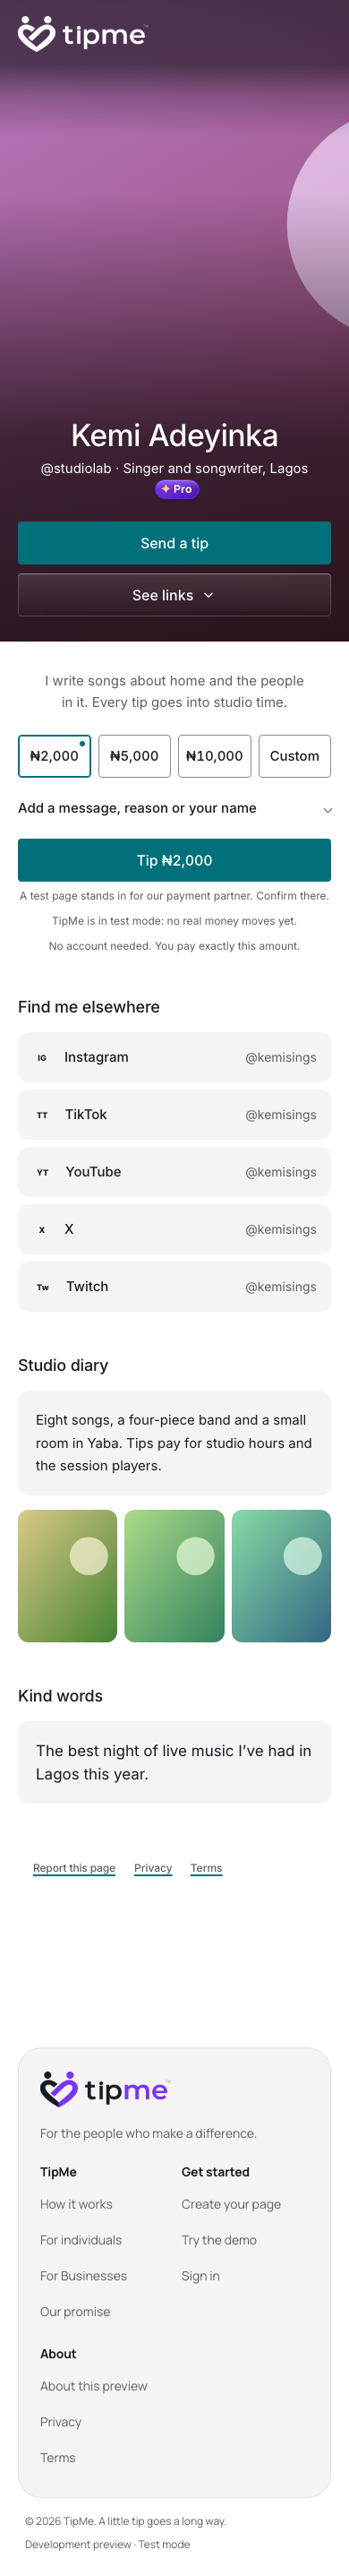 tipme
Kemi Adeyinka
@studiolab · Singer and songwriter, Lagos
✦ Pro
Send a tip
See links
I write songs about home and the people
in it. Every tip goes into studio time.
₦2,000 ₦5,000 ₦10,000 Custom
Add a message, reason or your name
Tip ₦2,000
A test page stands in for our payment partner. Confirm there.
TipMe is in test mode: no real money moves yet.
No account needed. You pay exactly this amount.
Find me elsewhere
IG Instagram @kemisings
TT TikTok @kemisings
YT YouTube @kemisings
X X @kemisings
Tw Twitch @kemisings
Studio diary
Eight songs, a four-piece band and a small
room in Yaba. Tips pay for studio hours and
the session players.
Kind words
The best night of live music I’ve had in
Lagos this year.
Report this page Privacy Terms
tipme
For the people who make a difference.
TipMe
How it works
For individuals
For Businesses
Our promise
Get started
Create your page
Try the demo
Sign in
About
About this preview
Privacy
Terms
© 2026 TipMe. A little tip goes a long way.
Development preview · Test mode